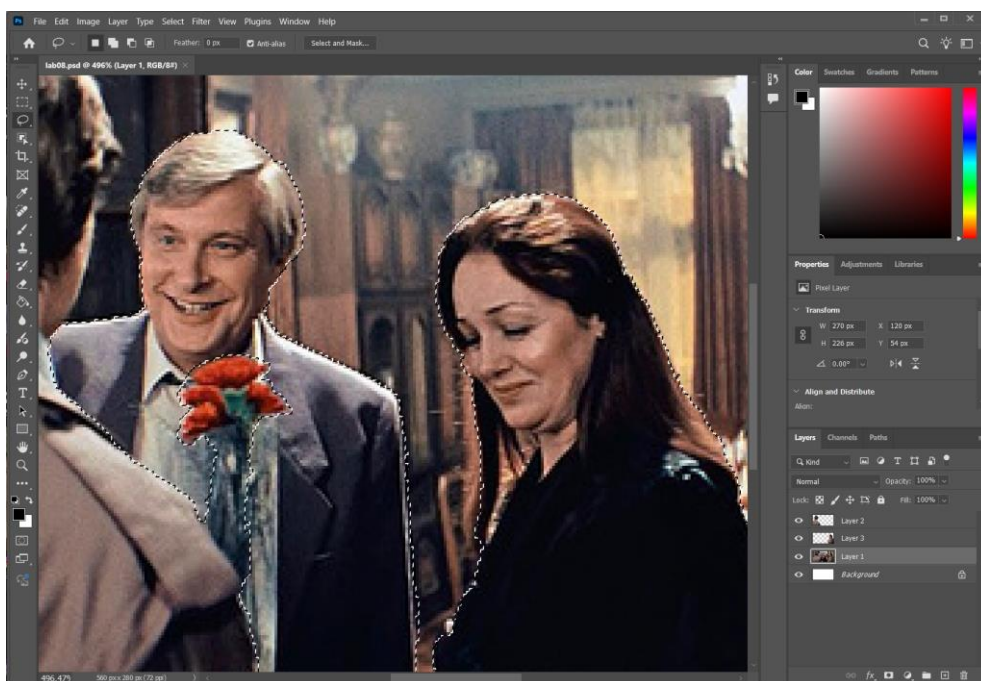 Ps File Edit Image Layer Type Select Filter View Plugins Window Help
Feather: 0 px Anti-alias Select and Mask...
lab08.psd @ 496% (Layer 1, RGB/8#) ×
Color Swatches Gradients Patterns
Properties Adjustments Libraries
Pixel Layer
Transform
W 270 px X 128 px
H 226 px Y 54 px
0.00°
Align and Distribute
Align:
Layers Channels Paths
Kind
Normal Opacity: 100%
Lock: Fill: 100%
Layer 2
Layer 3
Layer 1
Background
496.47% 560 px x 280 px (72 ppi)